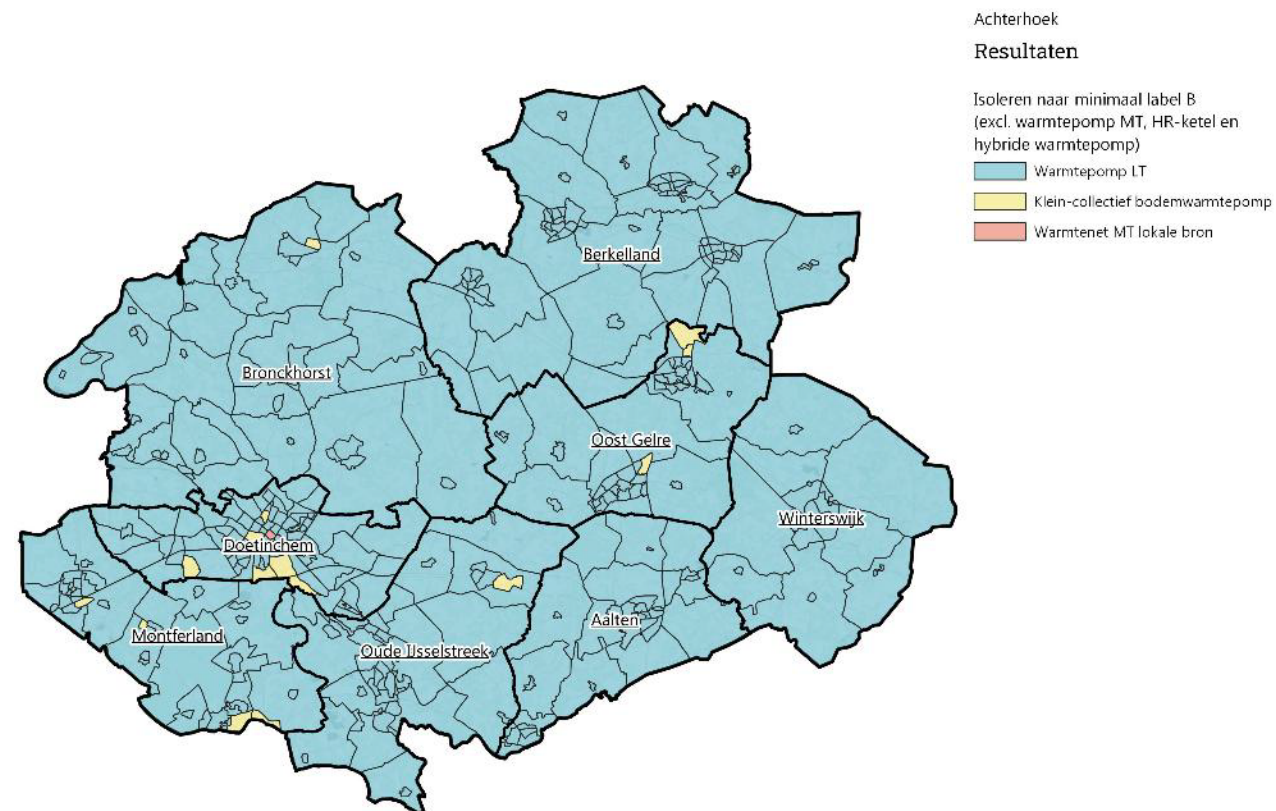 Achterhoek
Resultaten
Isoleren naar minimaal label B
(excl. warmtepomp MT, HR-ketel en
hybride warmtepomp)
Warmtepomp LT
Klein-collectief bodemwarmtepomp
Warmtenet MT lokale bron
Berkelland
Bronckhorst
Oost Gelre
Winterswijk
Doetinchem
Aalten
Montferland
Oude IJsselstreek